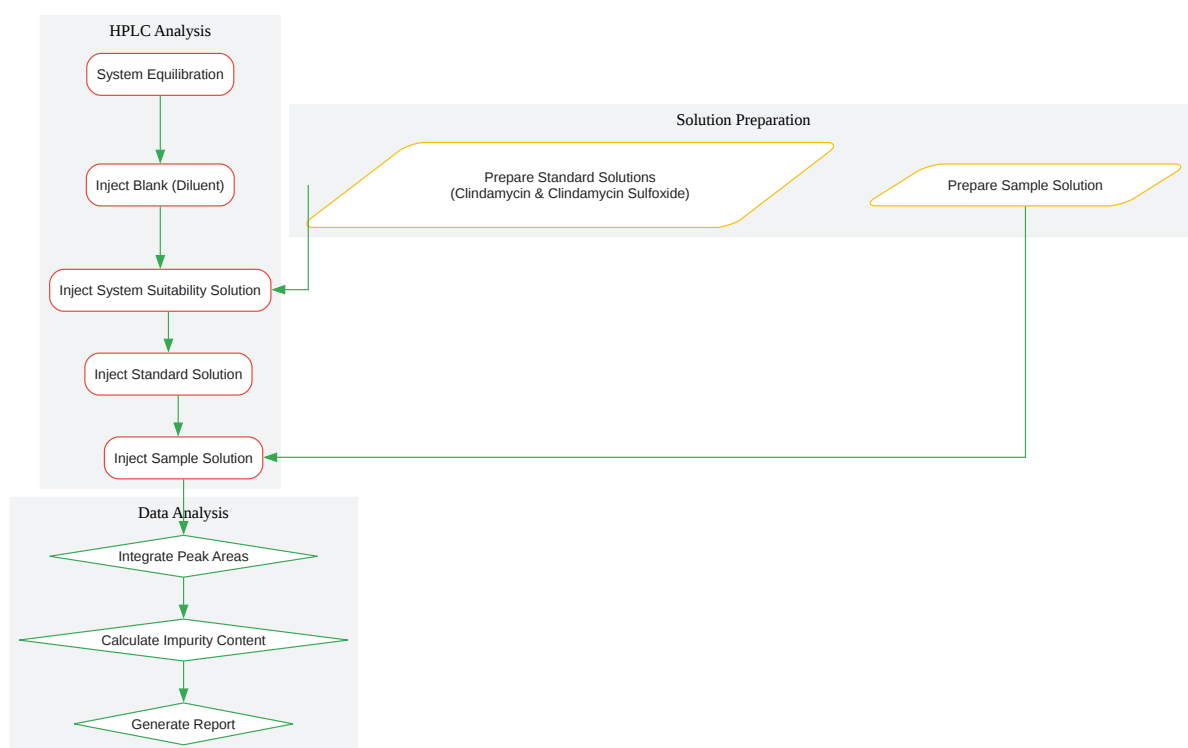 HPLC Analysis
System Equilibration
Inject Blank (Diluent)
Inject System Suitability Solution
Inject Standard Solution
Inject Sample Solution
Solution Preparation
Prepare Standard Solutions
(Clindamycin & Clindamycin Sulfoxide)
Prepare Sample Solution
Data Analysis
Integrate Peak Areas
Calculate Impurity Content
Generate Report